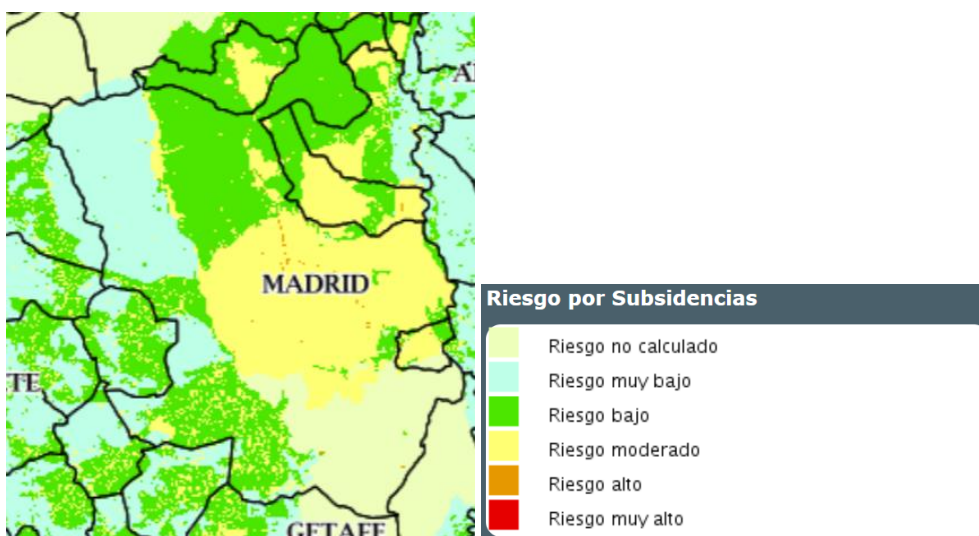 A
MADRID
TE
GETAFE
Riesgo por Subsidencias
Riesgo no calculado
Riesgo muy bajo
Riesgo bajo
Riesgo moderado
Riesgo alto
Riesgo muy alto